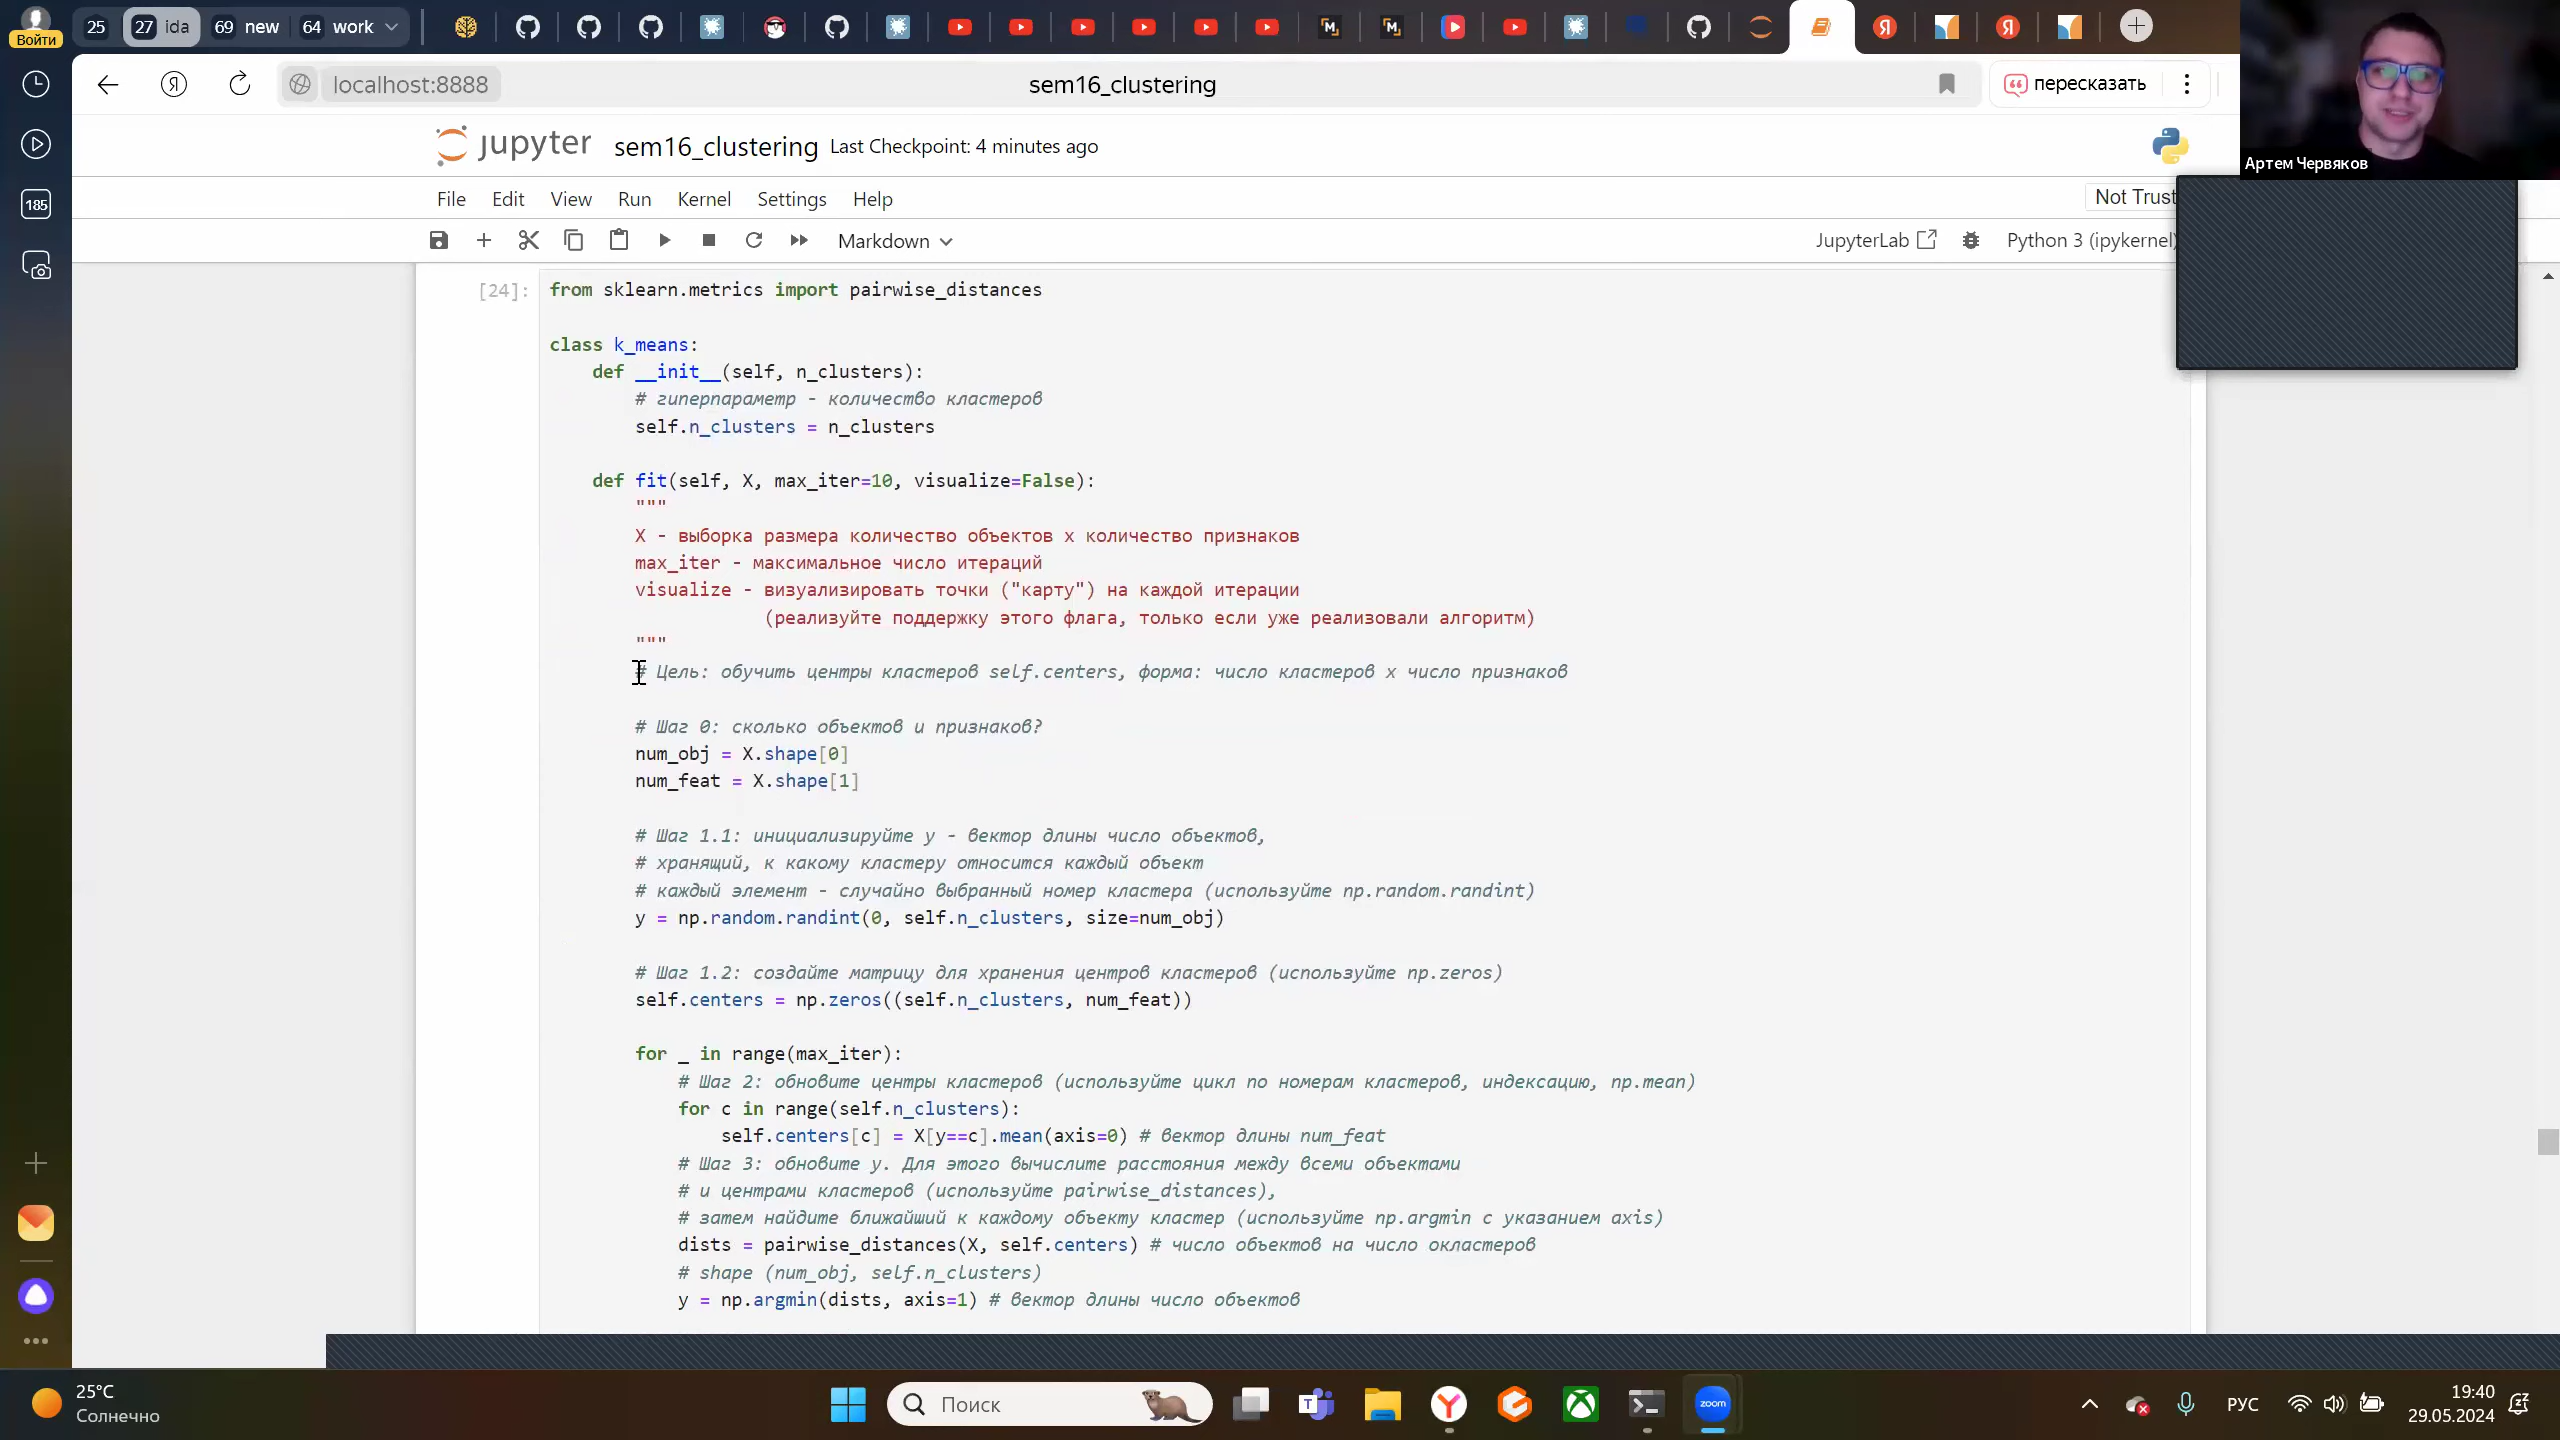 Войти
25
27 ida
69 new
64 work
localhost:8888
sem16_clustering
пересказать
185
jupyter
sem16_clustering
Last Checkpoint: 4 minutes ago
Артем Червяков
File Edit View Run Kernel Settings Help
Not Trust
Markdown
JupyterLab
Python 3 (ipykernel)
[24]:
from sklearn.metrics import pairwise_distances
class k_means:
def __init__(self, n_clusters):
# гиперпараметр - количество кластеров
self.n_clusters = n_clusters
def fit(self, X, max_iter=10, visualize=False):
"""
X - выборка размера количество объектов x количество признаков
max_iter - максимальное число итераций
visualize - визуализировать точки ("карту") на каждой итерации
(реализуйте поддержку этого флага, только если уже реализовали алгоритм)
"""
# Цель: обучить центры кластеров self.centers, форма: число кластеров x число признаков
# Шаг 0: сколько объектов и признаков?
num_obj = X.shape[0]
num_feat = X.shape[1]
# Шаг 1.1: инициализируйте y - вектор длины число объектов,
# хранящий, к какому кластеру относится каждый объект
# каждый элемент - случайно выбранный номер кластера (используйте np.random.randint)
y = np.random.randint(0, self.n_clusters, size=num_obj)
# Шаг 1.2: создайте матрицу для хранения центров кластеров (используйте np.zeros)
self.centers = np.zeros((self.n_clusters, num_feat))
for _ in range(max_iter):
# Шаг 2: обновите центры кластеров (используйте цикл по номерам кластеров, индексацию, np.mean)
for c in range(self.n_clusters):
self.centers[c] = X[y==c].mean(axis=0) # вектор длины num_feat
# Шаг 3: обновите y. Для этого вычислите расстояния между всеми объектами
# и центрами кластеров (используйте pairwise_distances),
# затем найдите ближайший к каждому объекту кластер (используйте np.argmin с указанием axis)
dists = pairwise_distances(X, self.centers) # число объектов на число окластеров
# shape (num_obj, self.n_clusters)
y = np.argmin(dists, axis=1) # вектор длины число объектов
25°C
Солнечно
Поиск
zoom
РУС
19:40
29.05.2024